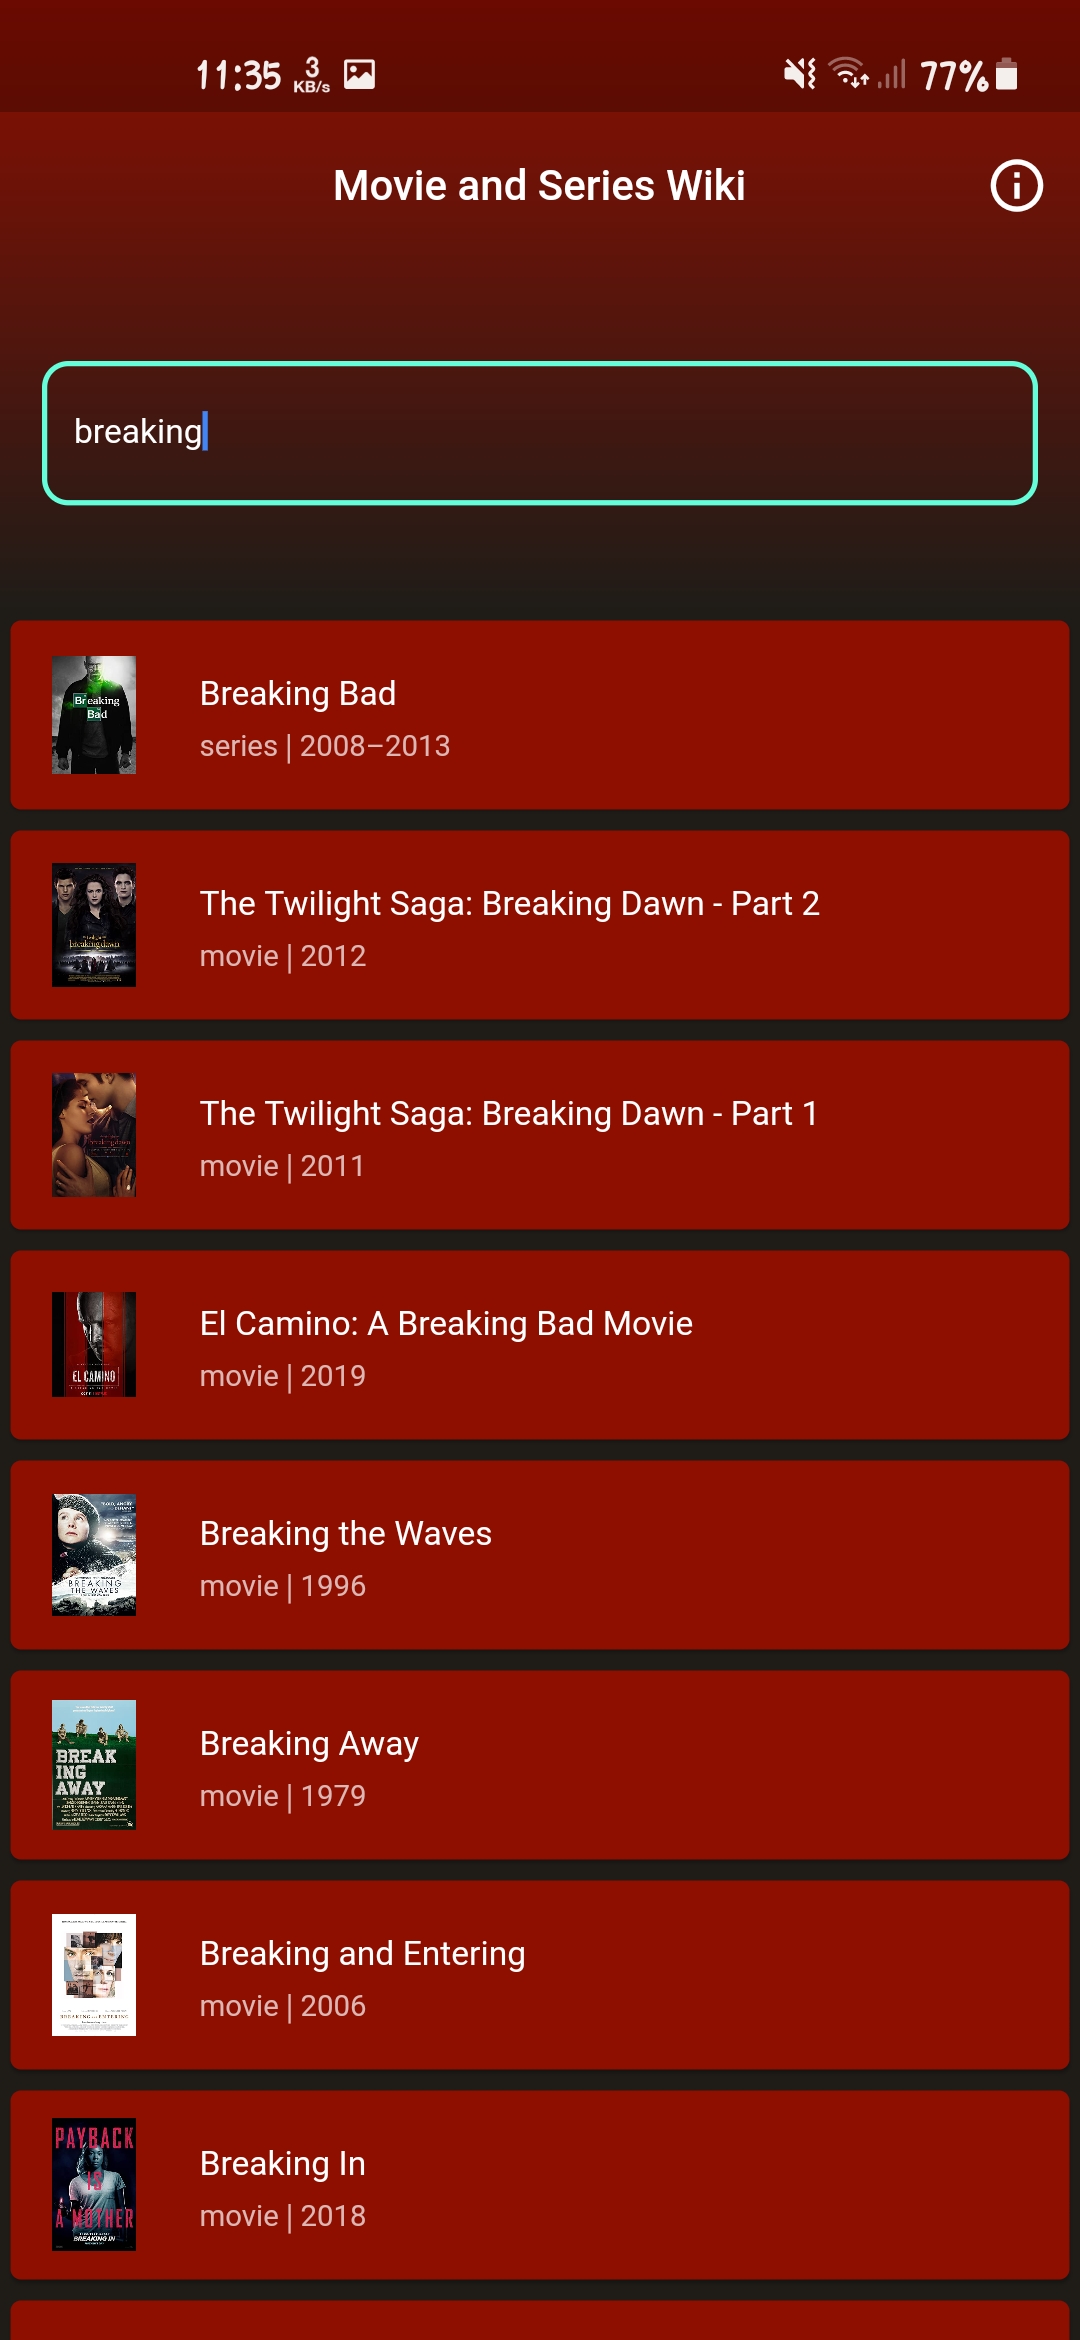 11:35 3 KB/s 77%
Movie and Series Wiki
breaking
Breaking Bad
Breaking Bad
series | 2008–2013
breaking dawn
The Twilight Saga: Breaking Dawn - Part 2
movie | 2012
The Twilight Saga: Breaking Dawn - Part 1
movie | 2011
EL CAMINO
El Camino: A Breaking Bad Movie
movie | 2019
BREAKING
THE WAVES
Breaking the Waves
movie | 1996
BREAK
ING
AWAY
Breaking Away
movie | 1979
BREAKING AND ENTERING
Breaking and Entering
movie | 2006
PAYBACK
IS
A MOTHER
BREAKING IN
Breaking In
movie | 2018